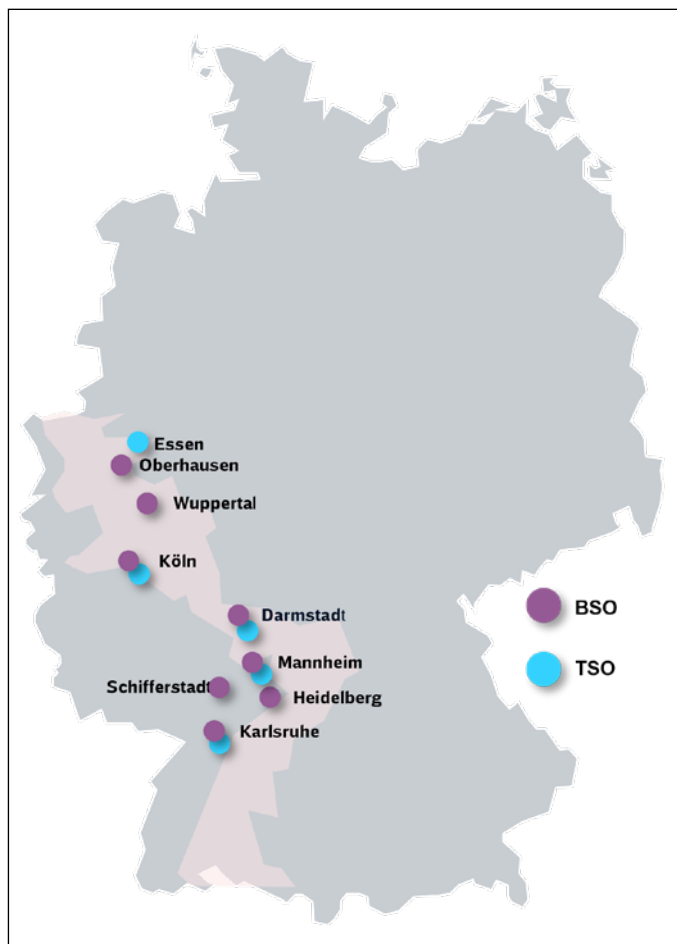 Essen
Oberhausen
Wuppertal
Köln
Darmstadt
Mannheim
Schifferstadt
Heidelberg
Karlsruhe
BSO
TSO